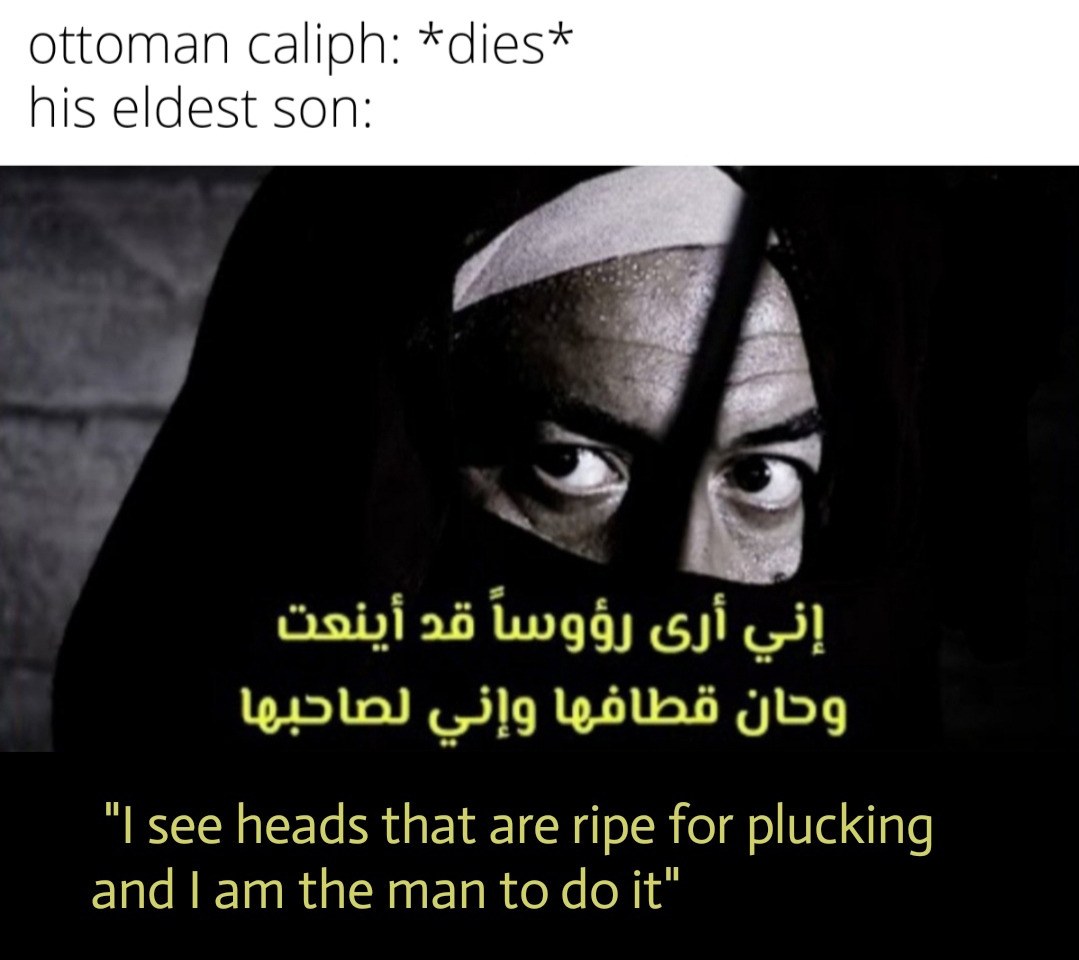 ottoman caliph: *dies*
his eldest son:
إني أرى رؤوساً قد أينعت
وحان قطافها وإني لصاحبها
"I see heads that are ripe for plucking
and I am the man to do it"